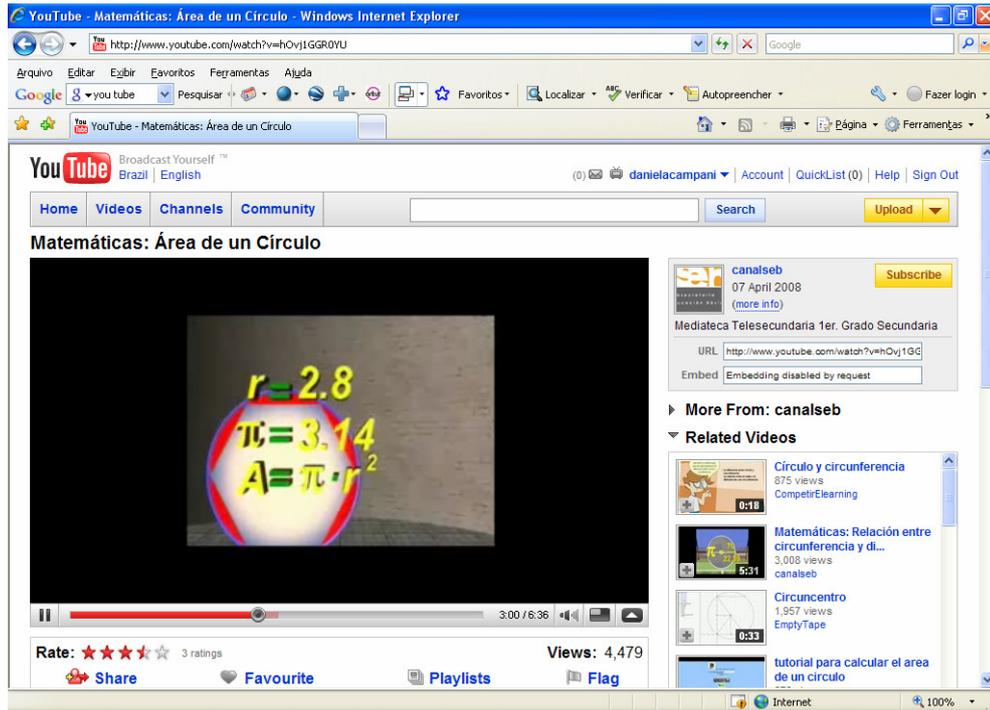 YouTube - Matemáticas: Área de un Círculo - Windows Internet Explorer
http://www.youtube.com/watch?v=hOvj1GGR0YU
Google
Arquivo Editar Exibir Favoritos Ferramentas Ajuda
Google you tube Pesquisar Favoritos Localizar Verificar Autopreencher Fazer login
YouTube - Matemáticas: Área de un Círculo Página Ferramentas
You Tube Broadcast Yourself ™
Brazil | English
(0) danielacampani | Account | QuickList (0) | Help | Sign Out
Home Videos Channels Community Search Upload
Matemáticas: Área de un Círculo
r=2.8
π=3.14
A=π·r²
3:00 / 6:36
Rate: 3 ratings Views: 4,479
Share Favourite Playlists Flag
canalseb
07 April 2008
(more info)
Subscribe
Mediateca Telesecundaria 1er. Grado Secundaria
URL http://www.youtube.com/watch?v=hOvj1GG
Embed Embedding disabled by request
More From: canalseb
Related Videos
Círculo y circunferencia
875 views
CompetirElearning
0:18
Matemáticas: Relación entre
circunferencia y di...
3,008 views
canalseb
5:31
Circuncentro
1,957 views
EmptyTape
0:33
tutorial para calcular el area
de un circulo
Internet 100%